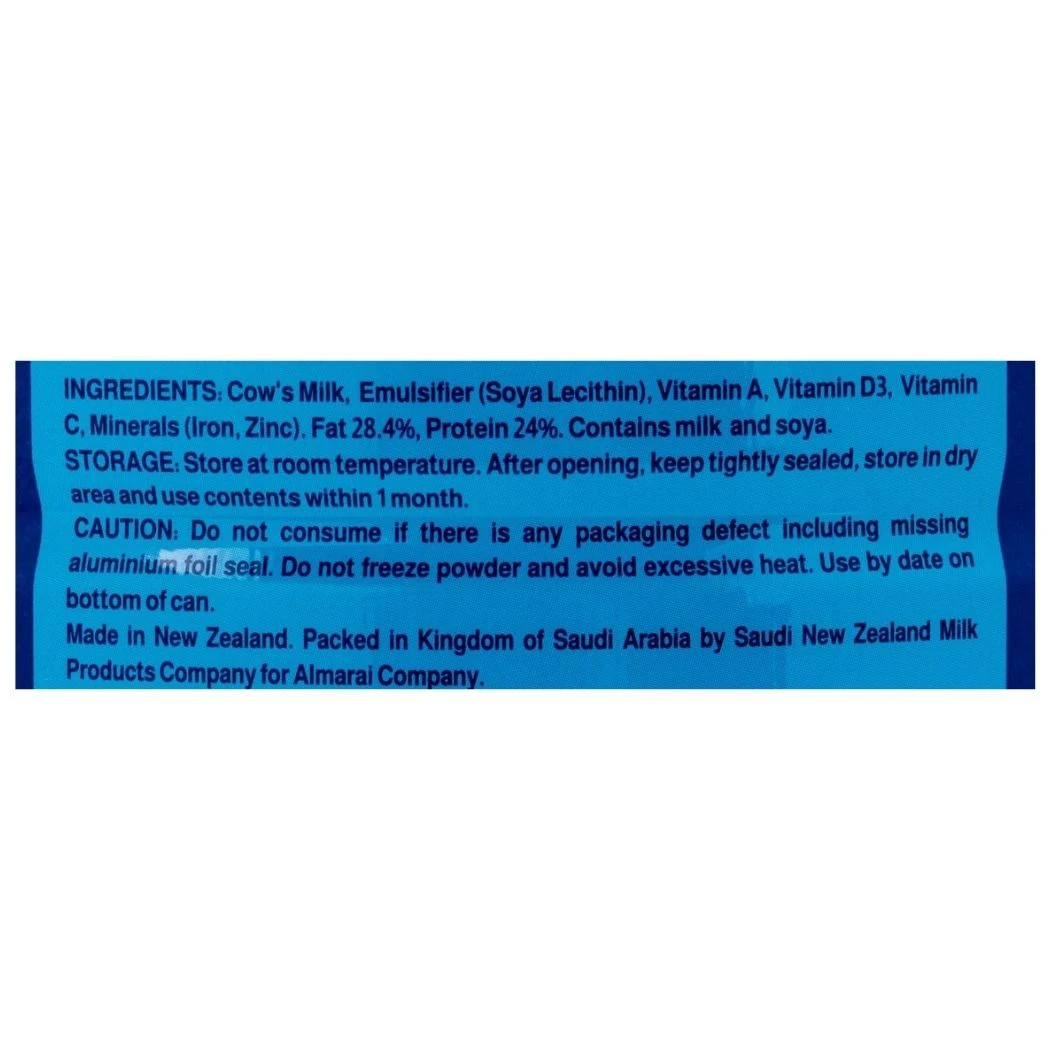 INGREDIENTS: Cow's Milk, Emulsifier (Soya Lecithin), Vitamin A, Vitamin D3, Vitamin
C, Minerals (Iron, Zinc). Fat 28.4%, Protein 24%. Contains milk and soya.
STORAGE: Store at room temperature. After opening, keep tightly sealed, store in dry
area and use contents within 1 month.
CAUTION: Do not consume if there is any packaging defect including missing
aluminium foil seal. Do not freeze powder and avoid excessive heat. Use by date on
bottom of can.
Made in New Zealand. Packed in Kingdom of Saudi Arabia by Saudi New Zealand Milk
Products Company for Almarai Company.